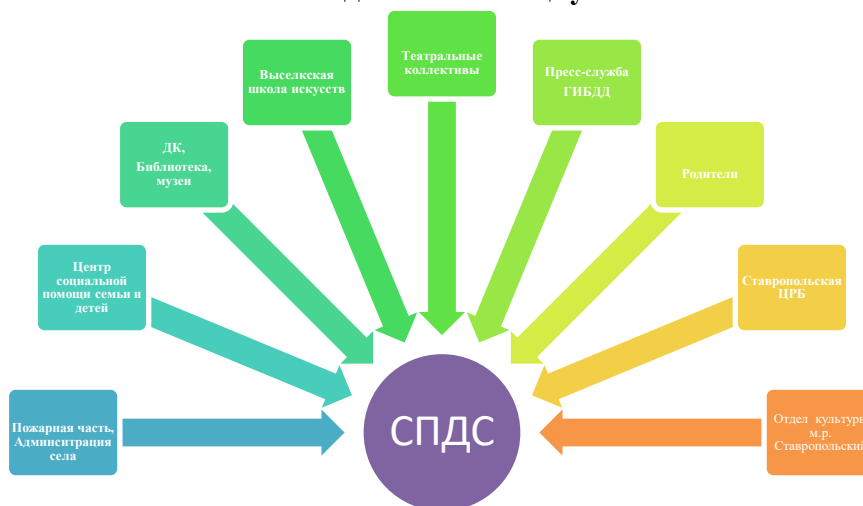 Театральные
коллективы
Выселкская
школа искусств
Пресс-служба
ГИБДД
ДК,
Библиотека,
музеи
Родители
Центр
социальной
помощи семьи и
детей
Ставропольская
ЦРБ
Пожарная часть,
Админситрация
села
СПДС
Отдел культуры
м.р.
Ставропольский